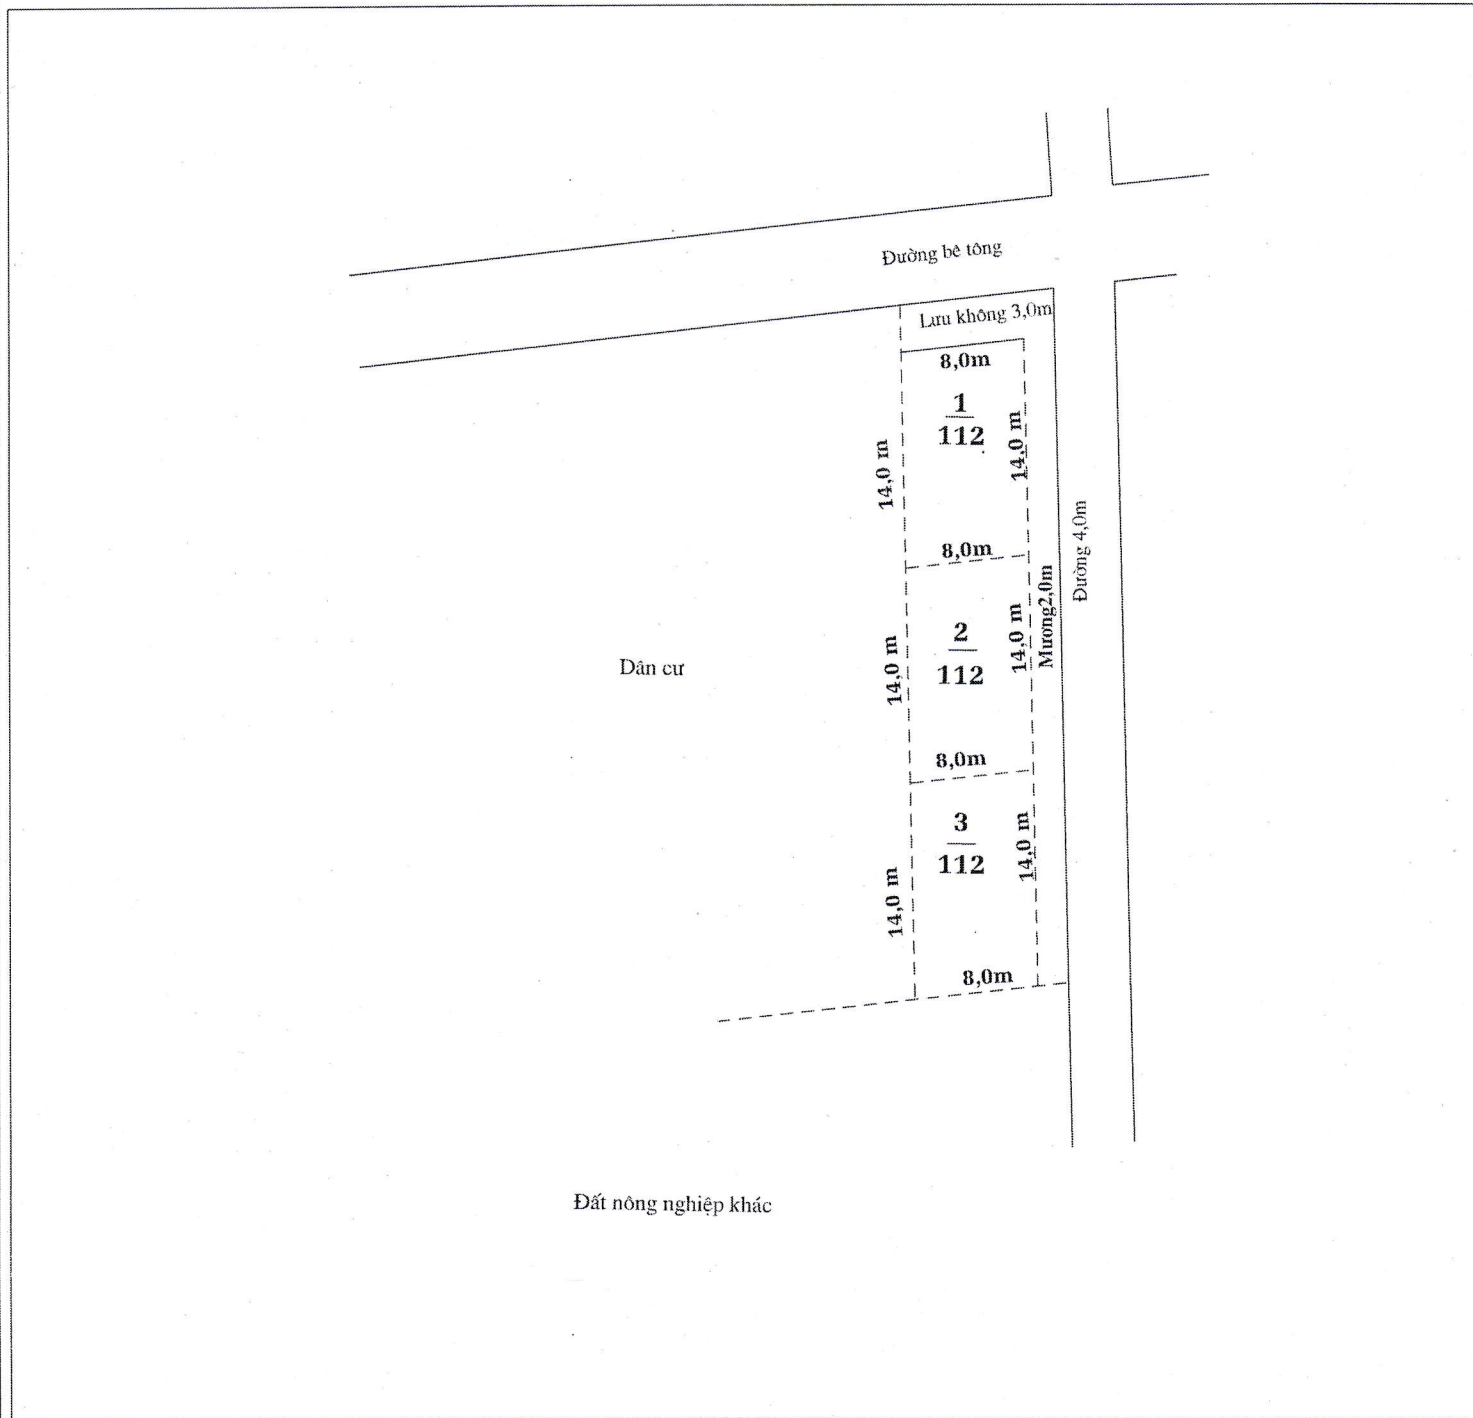 Đường bê tông
Lưu không 3,0m
8,0m
1
112
14,0 m
14,0 m
8,0m
Đường 4,0m
Mương2,0m
2
112
14,0 m
14,0 m
Dân cư
8,0m
3
112
14,0 m
14,0 m
8,0m
Đất nông nghiệp khác